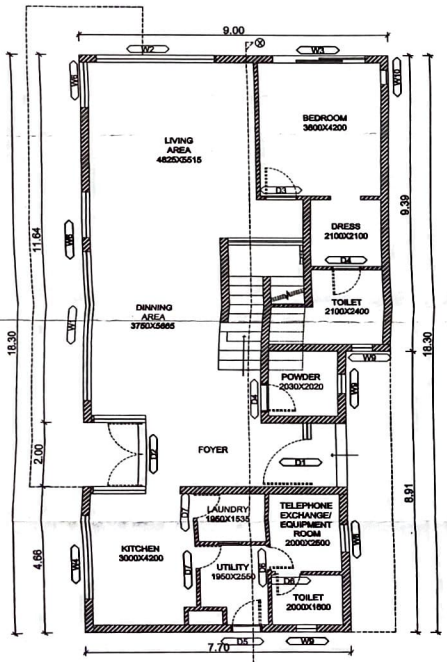 9.00
W2
X
W3
W6
W10
BEDROOM
3600X4200
LIVING
AREA
4825X5515
D3
11.64
9.39
DRESS
2100X2100
W6
D4
18.30
18.30
TOILET
2100X2400
DINNING
AREA
3750X5665
W1
W9
POWDER
2030X2020
W9
D4
2.00
FOYER
D2
D1
8.91
LAUNDRY
1950X1535
D7
TELEPHONE
EXCHANGE/
EQUIPMENT
ROOM
2000X2500
W8
4.66
KITCHEN
3000X4200
W4
D7
UTILITY
1950X2550
D6
D6
TOILET
2000X1600
D5
W9
7.70